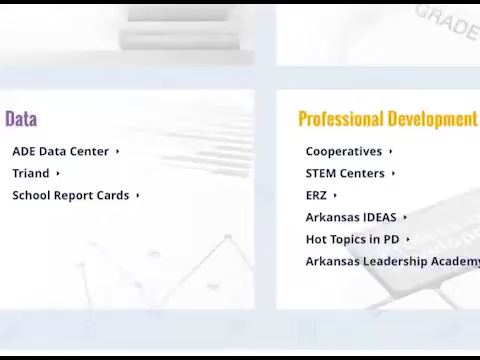 GRADE
Data
ADE Data Center
Triand
School Report Cards
Professional Development
Cooperatives
STEM Centers
ERZ
Arkansas IDEAS
Hot Topics in PD
Arkansas Leadership Academy